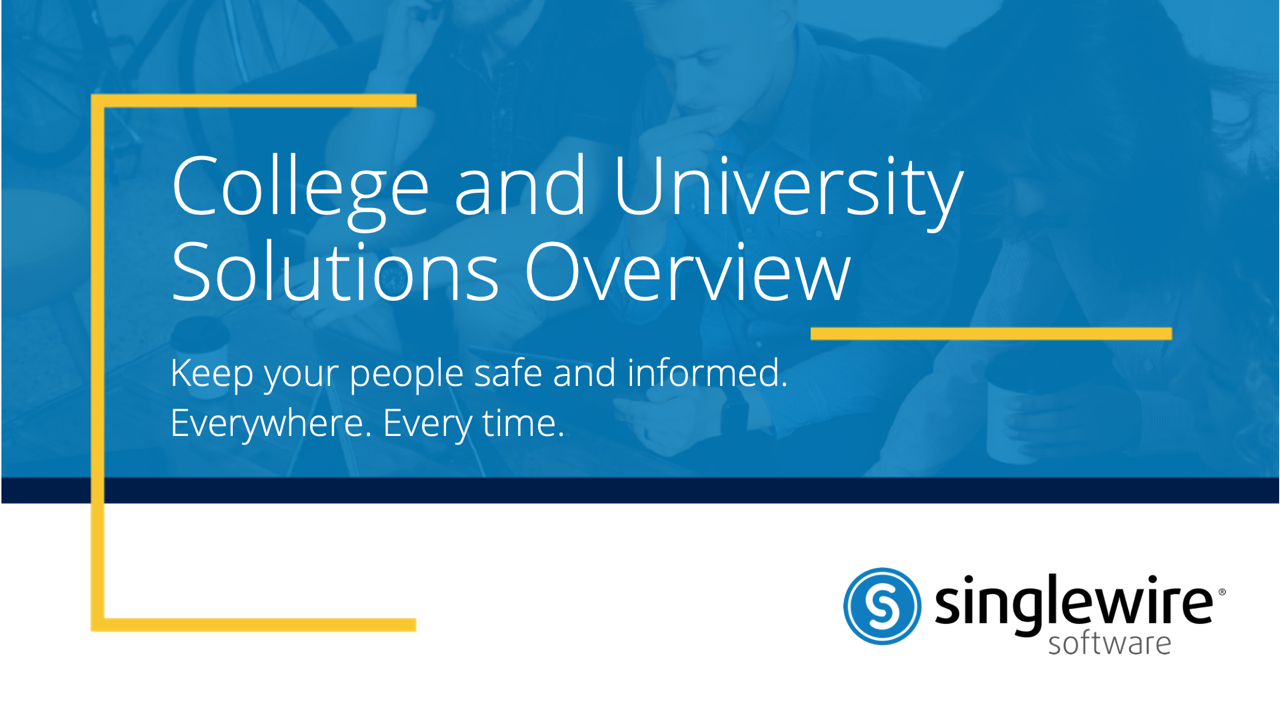 College and University
Solutions Overview
Keep your people safe and informed.
Everywhere. Every time.
singlewire®
software